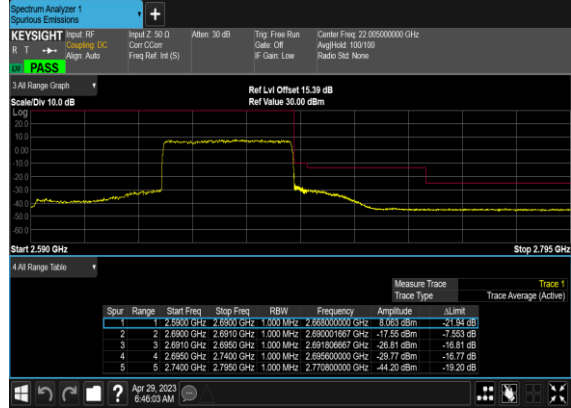 Spectrum Analyzer 1
Spurious Emissions
+
KEYSIGHT Input: RF Input Z: 50 Ω Atten: 30 dB Trig: Free Run Center Freq: 22.005000000 GHz
R T Coupling: DC Corr CCorr Gate: Off Avg|Hold: 100/100
Align: Auto Freq Ref: Int (S) IF Gain: Low Radio Std: None
LW PASS
3 All Range Graph
Ref Lvl Offset 15.39 dB
Scale/Div 10.0 dB Ref Value 30.00 dBm
Log
20.0
10.0
0.00
-10.0
-20.0
-30.0
-40.0
-50.0
-60.0
Start 2.590 GHz Stop 2.795 GHz
4 All Range Table
Measure Trace Trace 1
Trace Type Trace Average (Active)
Spur Range Start Freq Stop Freq RBW Frequency Amplitude ΔLimit
1 1 2.5900 GHz 2.6900 GHz 1.000 MHz 2.668000000 GHz 8.063 dBm -21.94 dB
2 2 2.6900 GHz 2.6910 GHz 1.000 MHz 2.690001667 GHz -17.55 dBm -7.553 dB
3 3 2.6910 GHz 2.6950 GHz 1.000 MHz 2.691806667 GHz -26.81 dBm -16.81 dB
4 4 2.6950 GHz 2.7400 GHz 1.000 MHz 2.695600000 GHz -29.77 dBm -16.77 dB
5 5 2.7400 GHz 2.7950 GHz 1.000 MHz 2.770800000 GHz -44.20 dBm -19.20 dB
? Apr 29, 2023
6:46:03 AM